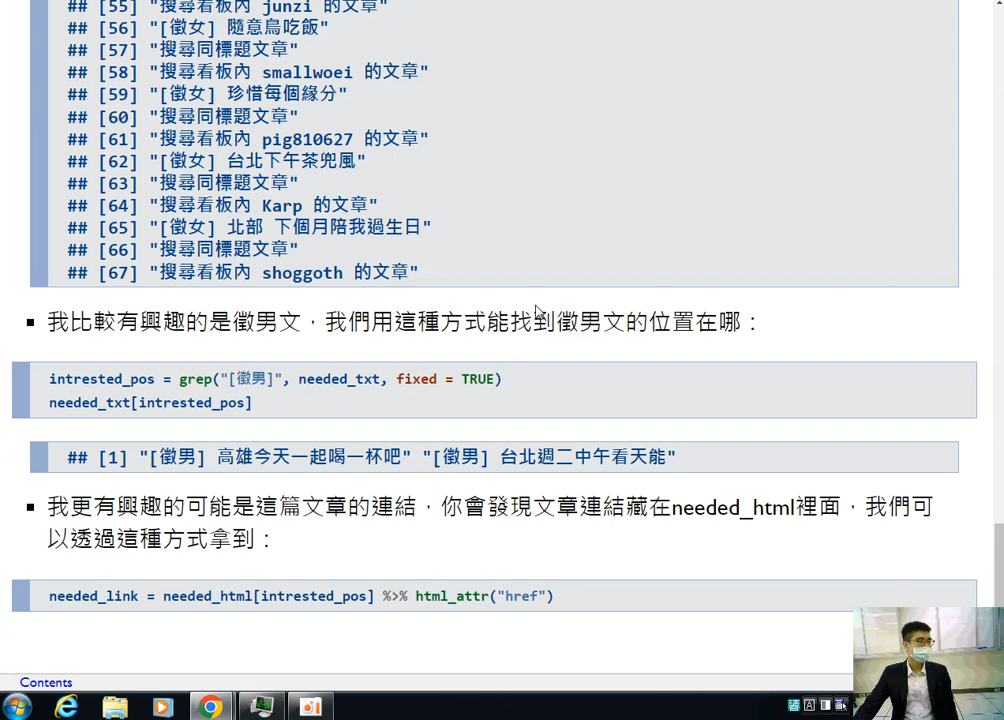 ## [55] "搜尋看板內 junzi 的文章"
## [56] "[徵女] 隨意鳥吃飯"
## [57] "搜尋同標題文章"
## [58] "搜尋看板內 smallwoei 的文章"
## [59] "[徵女] 珍惜每個緣分"
## [60] "搜尋同標題文章"
## [61] "搜尋看板內 pig810627 的文章"
## [62] "[徵女] 台北下午茶兜風"
## [63] "搜尋同標題文章"
## [64] "搜尋看板內 Karp 的文章"
## [65] "[徵女] 北部 下個月陪我過生日"
## [66] "搜尋同標題文章"
## [67] "搜尋看板內 shoggoth 的文章"
我比較有興趣的是徵男文，我們用這種方式能找到徵男文的位置在哪：
intrested_pos = grep("[徵男]", needed_txt, fixed = TRUE)
needed_txt[intrested_pos]
## [1] "[徵男] 高雄今天一起喝一杯吧" "[徵男] 台北週二中午看天能"
我更有興趣的可能是這篇文章的連結，你會發現文章連結藏在needed_html裡面，我們可
以透過這種方式拿到：
needed_link = needed_html[intrested_pos] %>% html_attr("href")
Contents